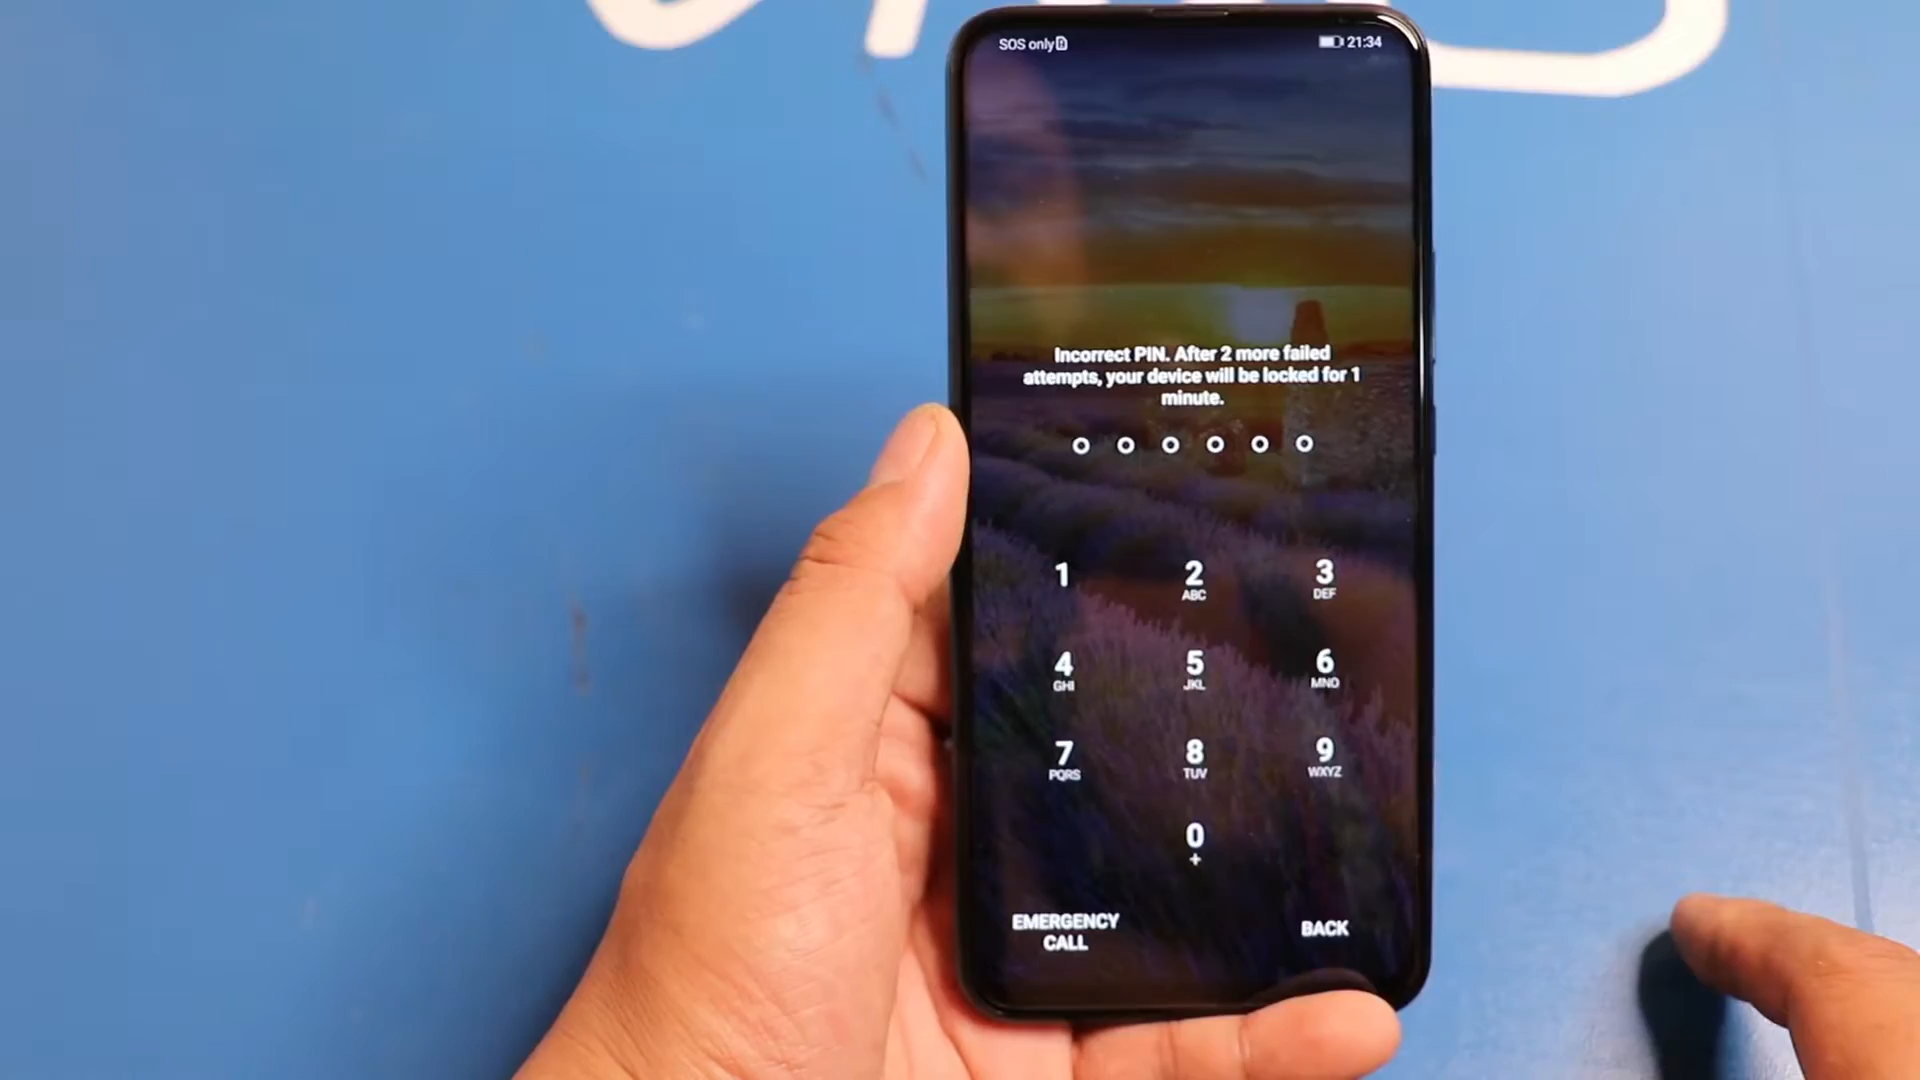 SOS only
21:34
Incorrect PIN. After 2 more failed
attempts, your device will be locked for 1
minute.
1
2
ABC
3
DEF
4
GHI
5
JKL
6
MNO
7
PQRS
8
TUV
9
WXYZ
0
+
EMERGENCY
CALL
BACK